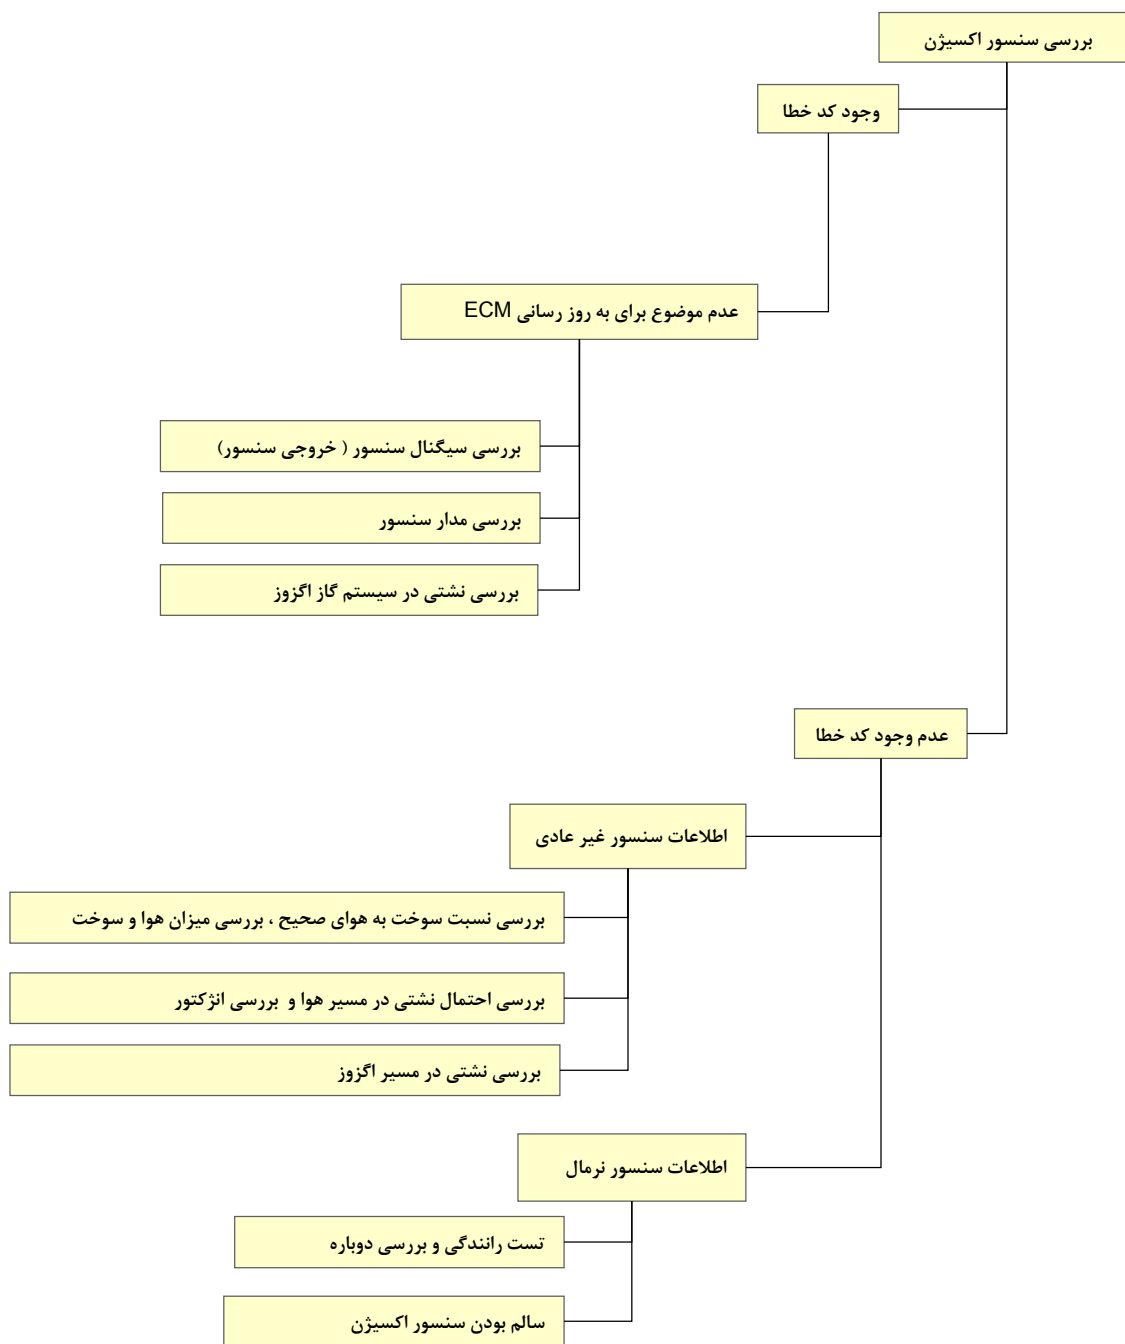 بررسی سنسور اکسیژن
وجود کد خطا
عدم موضوع برای به روز رسانی ECM
بررسی سیگنال سنسور ( خروجی سنسور)
بررسی مدار سنسور
بررسی نشتی در سیستم گاز اگزوز
عدم وجود کد خطا
اطلاعات سنسور غیر عادی
بررسی نسبت سوخت به هوای صحیح ، بررسی میزان هوا و سوخت
بررسی احتمال نشتی در مسیر هوا و بررسی انژکتور
بررسی نشتی در مسیر اگزوز
اطلاعات سنسور نرمال
تست رانندگی و بررسی دوباره
سالم بودن سنسور اکسیژن